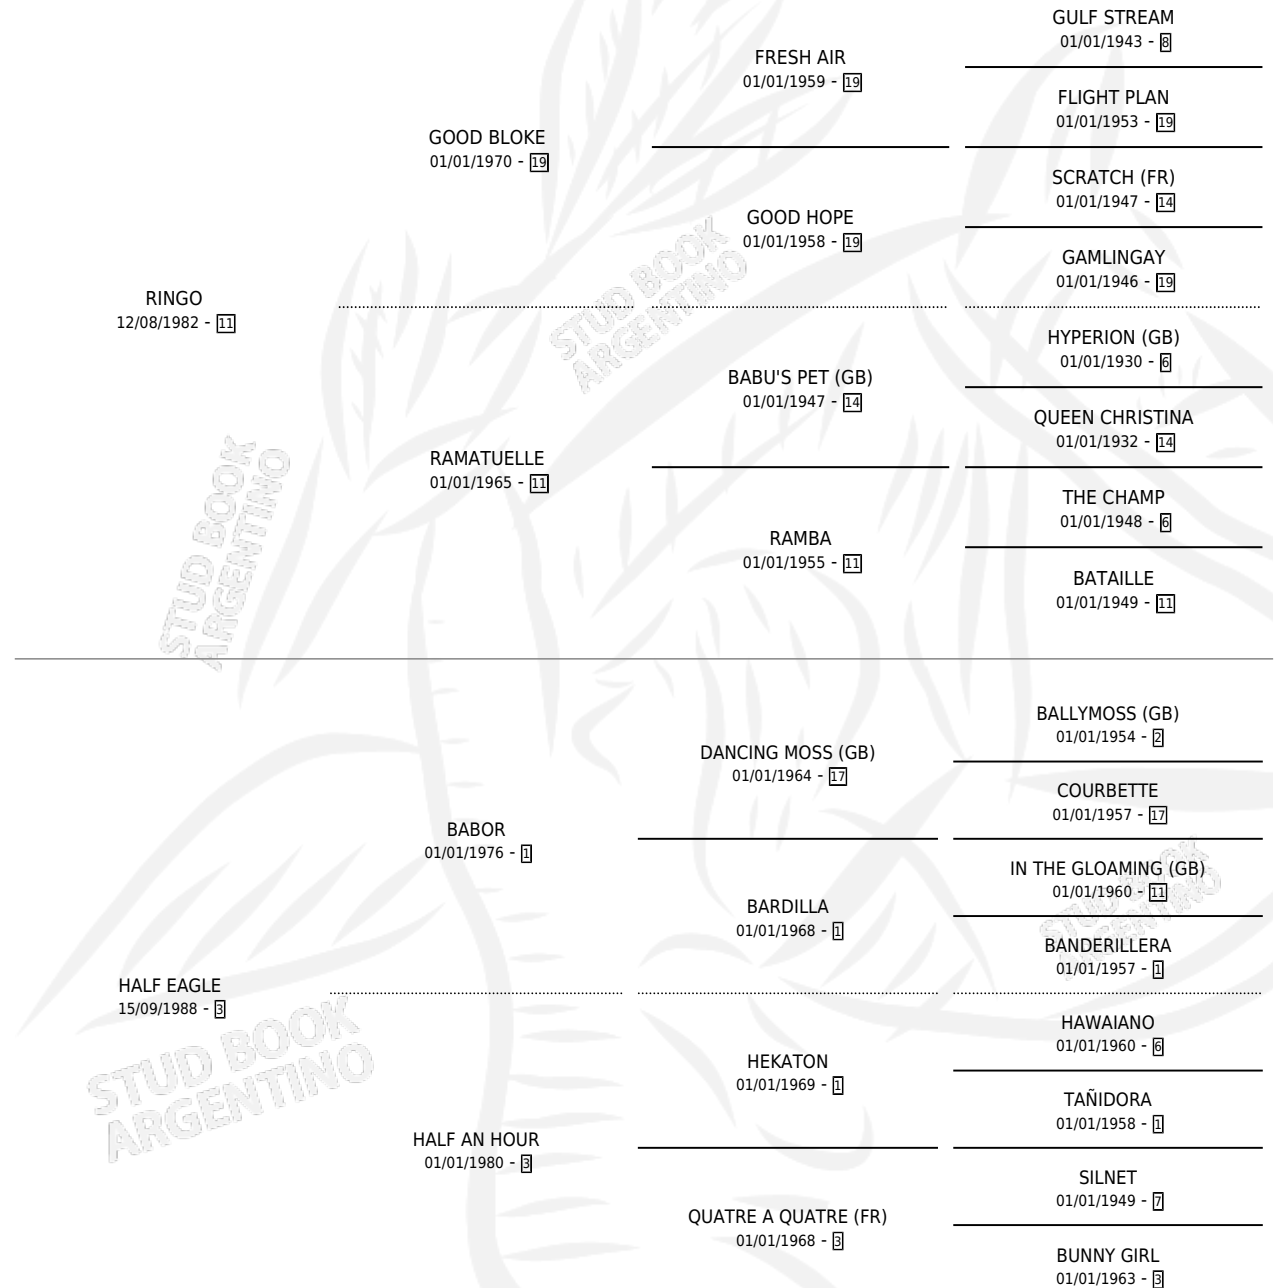 GULF STREAM
01/01/1943 - 8
FRESH AIR
01/01/1959 - 19
FLIGHT PLAN
01/01/1953 - 19
GOOD BLOKE
01/01/1970 - 19
SCRATCH (FR)
01/01/1947 - 14
GOOD HOPE
01/01/1958 - 19
GAMLINGAY
01/01/1946 - 19
RINGO
12/08/1982 - 11
HYPERION (GB)
01/01/1930 - 6
BABU'S PET (GB)
01/01/1947 - 14
QUEEN CHRISTINA
01/01/1932 - 14
RAMATUELLE
01/01/1965 - 11
THE CHAMP
01/01/1948 - 6
RAMBA
01/01/1955 - 11
BATAILLE
01/01/1949 - 11
STUD BOOK
ARGENTINO
STUD BOOK
ARGENTINO
BALLYMOSS (GB)
01/01/1954 - 2
DANCING MOSS (GB)
01/01/1964 - 17
COURBETTE
01/01/1957 - 17
BABOR
01/01/1976 - 1
IN THE GLOAMING (GB)
01/01/1960 - 11
BARDILLA
01/01/1968 - 1
BANDERILLERA
01/01/1957 - 1
HALF EAGLE
15/09/1988 - 3
HAWAIANO
01/01/1960 - 6
HEKATON
01/01/1969 - 1
TAÑIDORA
01/01/1958 - 1
HALF AN HOUR
01/01/1980 - 3
SILNET
01/01/1949 - 7
QUATRE A QUATRE (FR)
01/01/1968 - 3
BUNNY GIRL
01/01/1963 - 3
STUD BOOK
ARGENTINO
STUD BOOK
ARGENTINO